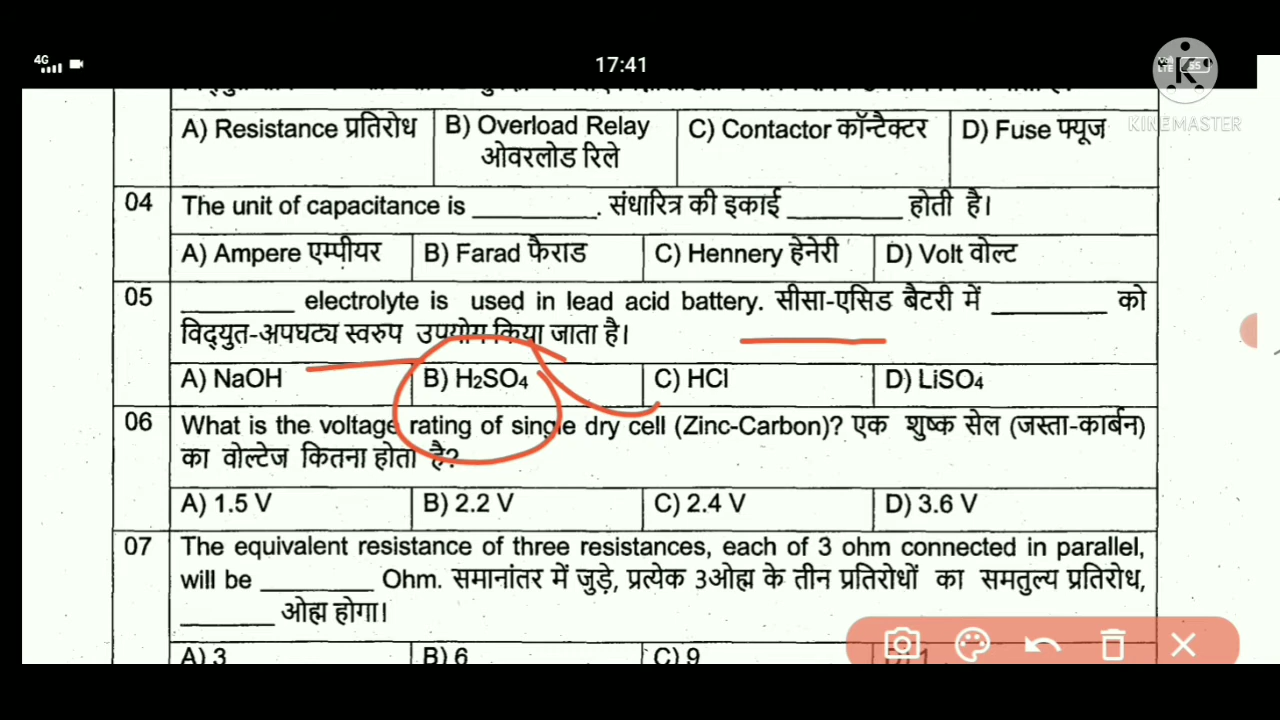 4G
17:41
LTE 55
K
KINEMASTER
A) Resistance प्रतिरोध B) Overload Relay ओवरलोड रिले C) Contactor कॉन्टैक्टर D) Fuse फ्यूज
04 The unit of capacitance is ________. संधारित्र की इकाई ________ होती है।
A) Ampere एम्पीयर B) Farad फैराड C) Hennery हेनेरी D) Volt वोल्ट
05 ________ electrolyte is used in lead acid battery. सीसा-एसिड बैटरी में ________ को
विद्युत-अपघट्य स्वरुप उपयोग किया जाता है।
A) NaOH B) H₂SO₄ C) HCl D) LiSO₄
06 What is the voltage rating of single dry cell (Zinc-Carbon)? एक शुष्क सेल (जस्ता-कार्बन)
का वोल्टेज कितना होता है?
A) 1.5 V B) 2.2 V C) 2.4 V D) 3.6 V
07 The equivalent resistance of three resistances, each of 3 ohm connected in parallel,
will be ________ Ohm. समानांतर में जुड़े, प्रत्येक 3ओह्म के तीन प्रतिरोधों का समतुल्य प्रतिरोध,
________ ओह्म होगा।
A) 3 B) 6 C) 9 D) 1